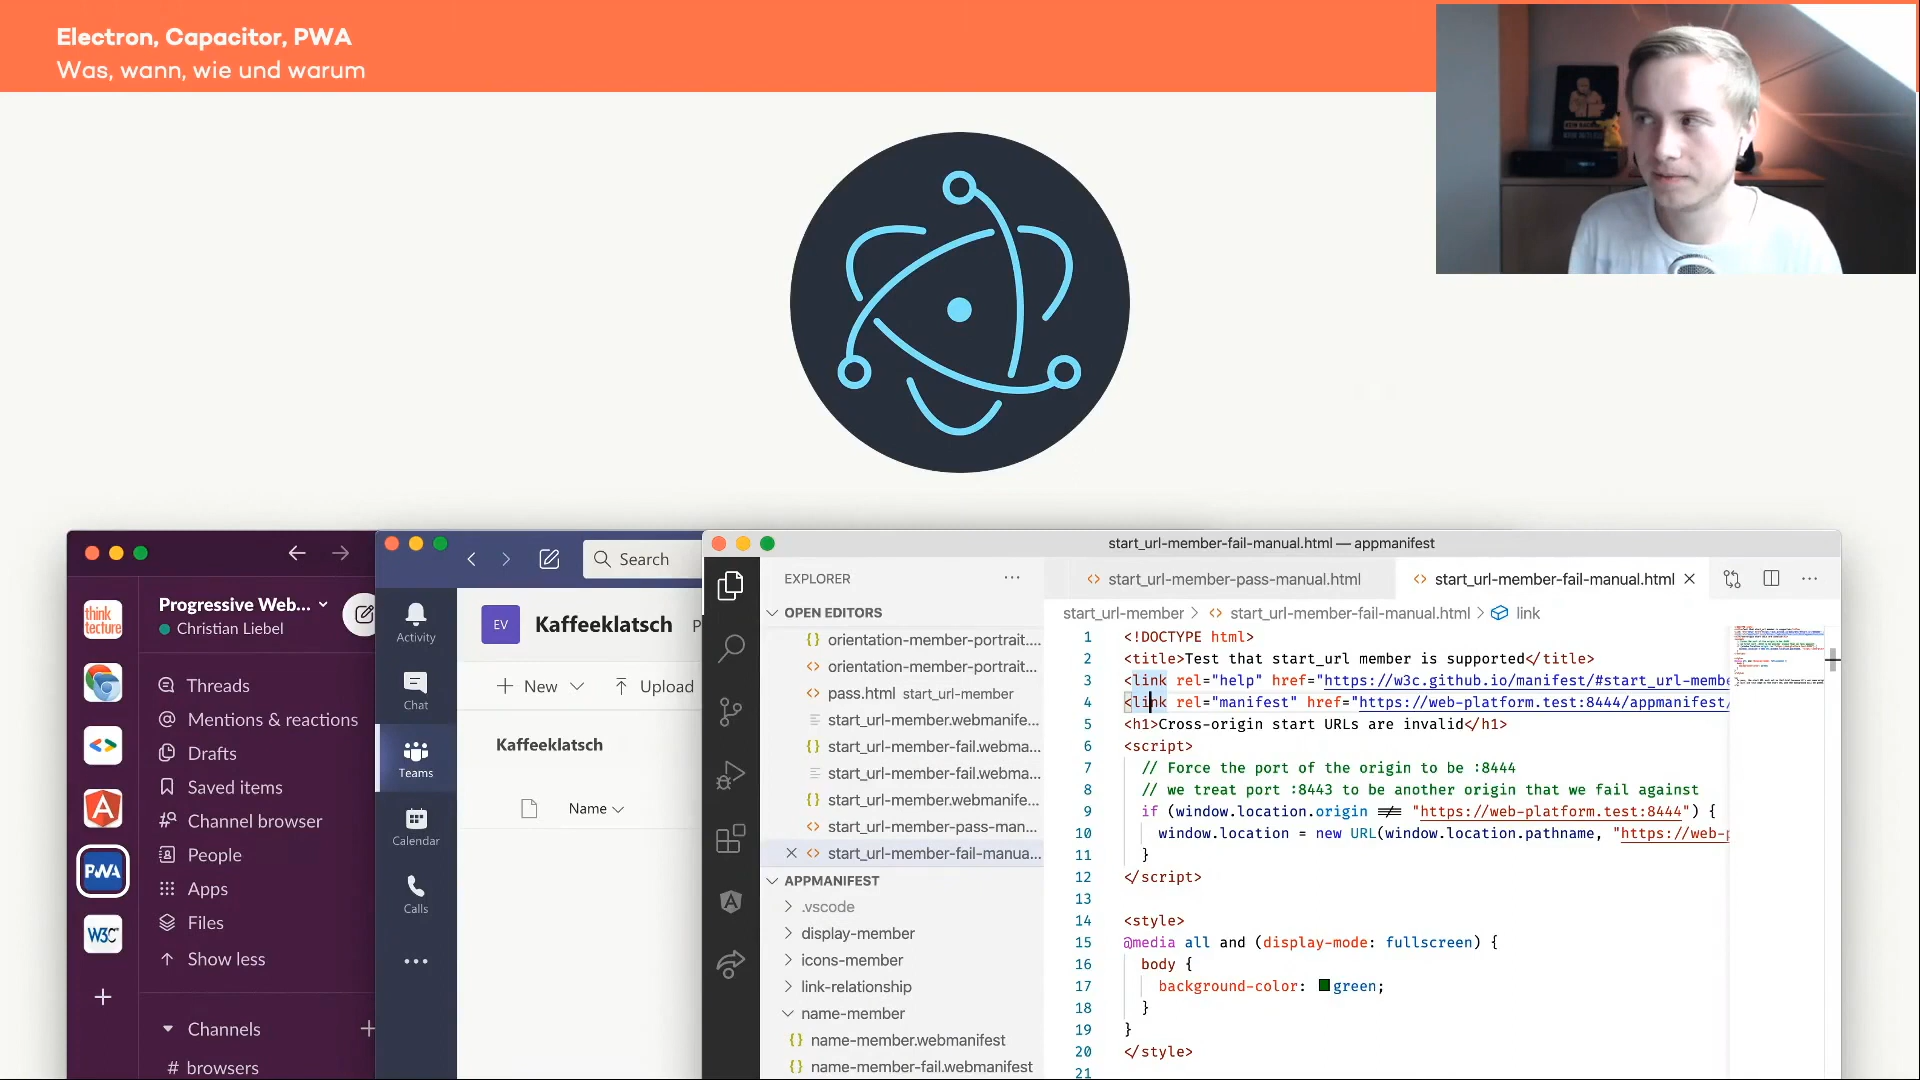 Electron, Capacitor, PWA
Was, wann, wie und warum
think
tecture
PWA
W3C
Progressive Web...
Christian Liebel
Threads
Mentions & reactions
Drafts
Saved items
Channel browser
People
Apps
Files
Show less
Channels
# browsers
Search
Activity
Chat
Teams
Calendar
Calls
EV
Kaffeeklatsch
P
New
Upload
Kaffeeklatsch
Name
start_url-member-fail-manual.html — appmanifest
EXPLORER
OPEN EDITORS
orientation-member-portrait....
orientation-member-portrait....
pass.html start_url-member
start_url-member.webmanife...
start_url-member-fail.webma...
start_url-member-fail.webma...
start_url-member.webmanife...
start_url-member-pass-man...
start_url-member-fail-manua...
APPMANIFEST
.vscode
display-member
icons-member
link-relationship
name-member
name-member.webmanifest
name-member-fail.webmanifest
start_url-member-pass-manual.html
start_url-member-fail-manual.html
start_url-member > start_url-member-fail-manual.html > link
1 <!DOCTYPE html>
2 <title>Test that start_url member is supported</title>
3 <link rel="help" href="https://w3c.github.io/manifest/#start_url-membe
4 <link rel="manifest" href="https://web-platform.test:8444/appmanifest/
5 <h1>Cross-origin start URLs are invalid</h1>
6 <script>
7 // Force the port of the origin to be :8444
8 // we treat port :8443 to be another origin that we fail against
9 if (window.location.origin !== "https://web-platform.test:8444") {
10 window.location = new URL(window.location.pathname, "https://web-p
11 }
12 </script>
13
14 <style>
15 @media all and (display-mode: fullscreen) {
16 body {
17 background-color: green;
18 }
19 }
20 </style>
21